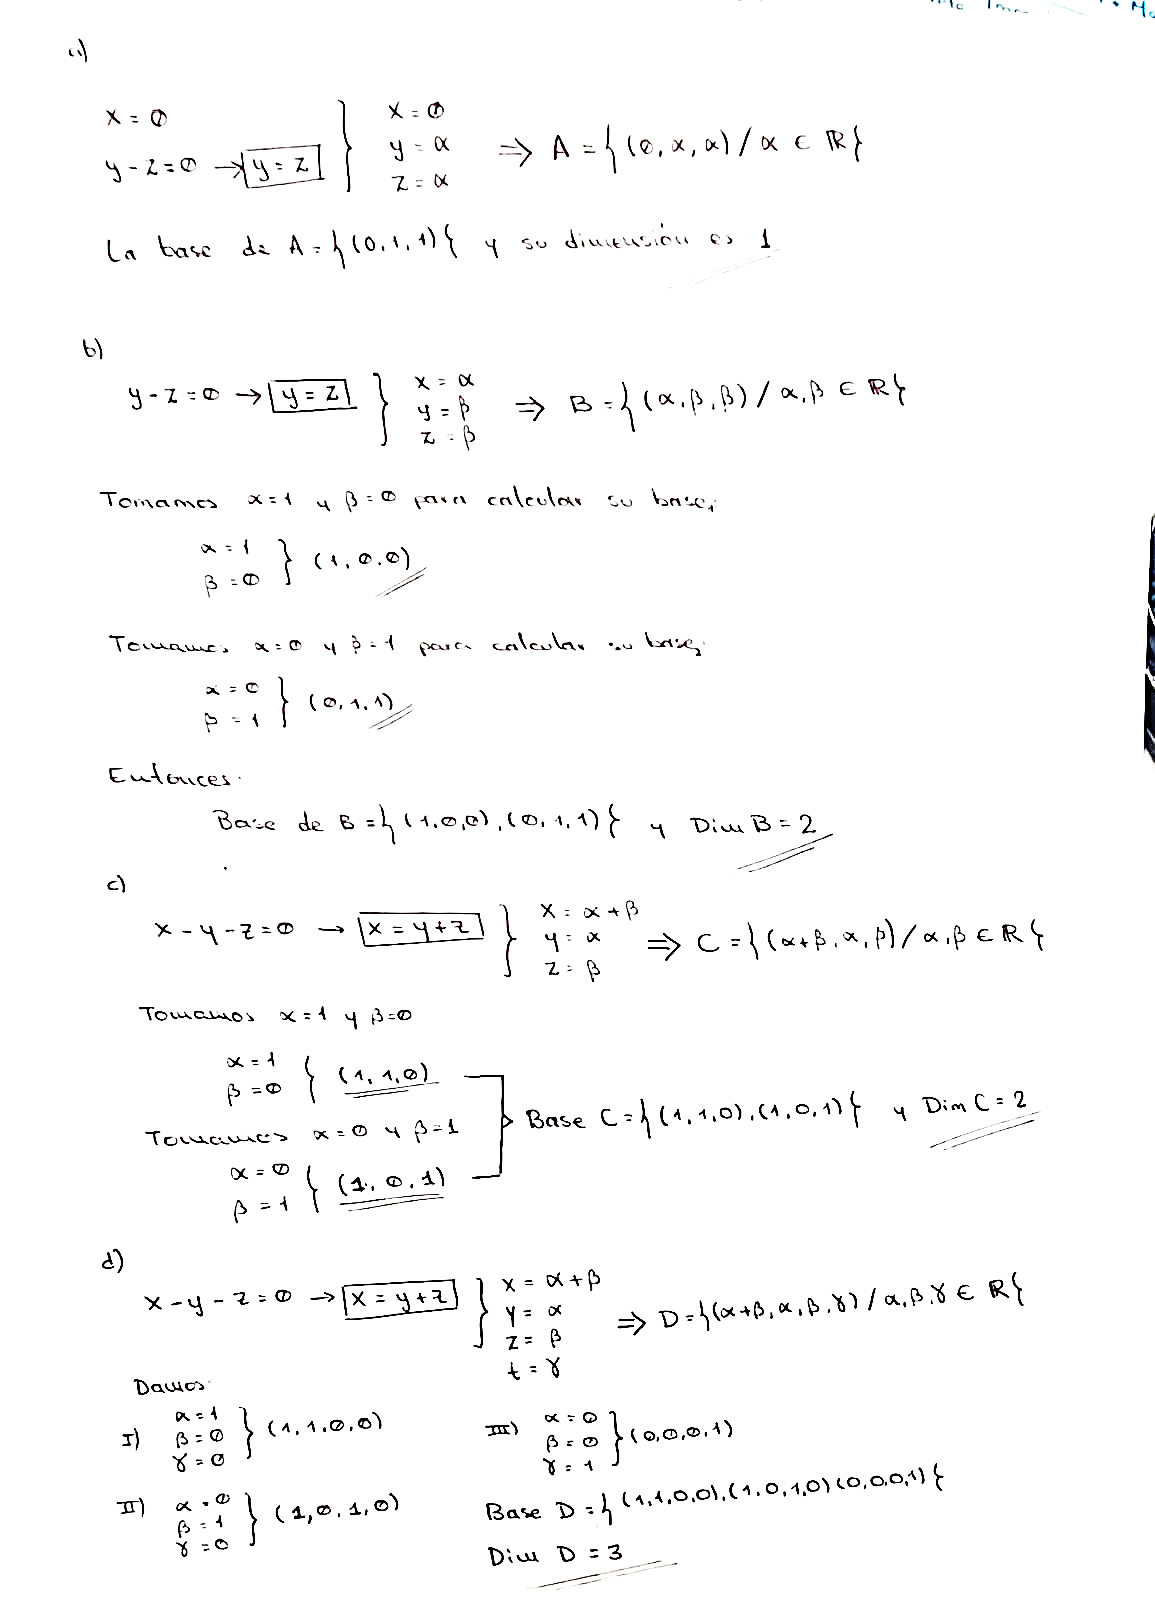 a)
x = 0
y - z = 0 → y = z
x = 0
y = α
z = α
⇒ A = {(0, α, α) / α ∈ ℝ}
La base de A = {(0, 1, 1)} y su dimensión es 1
b)
y - z = 0 → y = z
x = α
y = β
z = β
⇒ B = {(α, β, β) / α, β ∈ ℝ}
Tomamos α = 1 y β = 0 para calcular su base;
α = 1
β = 0
(1, 0, 0)
Tomamos α = 0 y β = 1 para calcular su base;
α = 0
β = 1
(0, 1, 1)
Entonces:
Base de B = {(1, 0, 0), (0, 1, 1)} y Dim B = 2
c)
x - y - z = 0 → x = y + z
x = α + β
y = α
z = β
⇒ C = {(α + β, α, β) / α, β ∈ ℝ}
Tomamos α = 1 y β = 0
α = 1
β = 0
(1, 1, 0)
Tomamos α = 0 y β = 1
α = 0
β = 1
(1, 0, 1)
Base C = {(1, 1, 0), (1, 0, 1)} y Dim C = 2
d)
x - y - z = 0 → x = y + z
x = α + β
y = α
z = β
t = γ
⇒ D = {(α + β, α, β, γ) / α, β, γ ∈ ℝ}
Damos:
I)
α = 1
β = 0
γ = 0
(1, 1, 0, 0)
II)
α = 0
β = 1
γ = 0
(1, 0, 1, 0)
III)
α = 0
β = 0
γ = 1
(0, 0, 0, 1)
Base D = {(1, 1, 0, 0), (1, 0, 1, 0) (0, 0, 0, 1)}
Dim D = 3